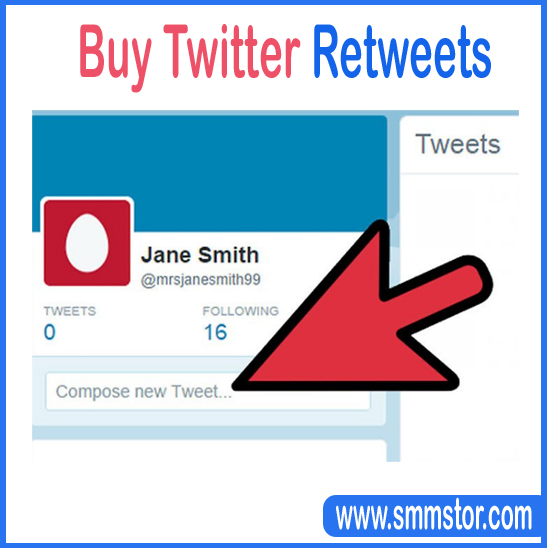 Buy Twitter Retweets
Tweets
Jane Smith
@mrsjanesmith99
TWEETS FOLLOWING
0 16
Compose new Tweet...
www.smmstor.com